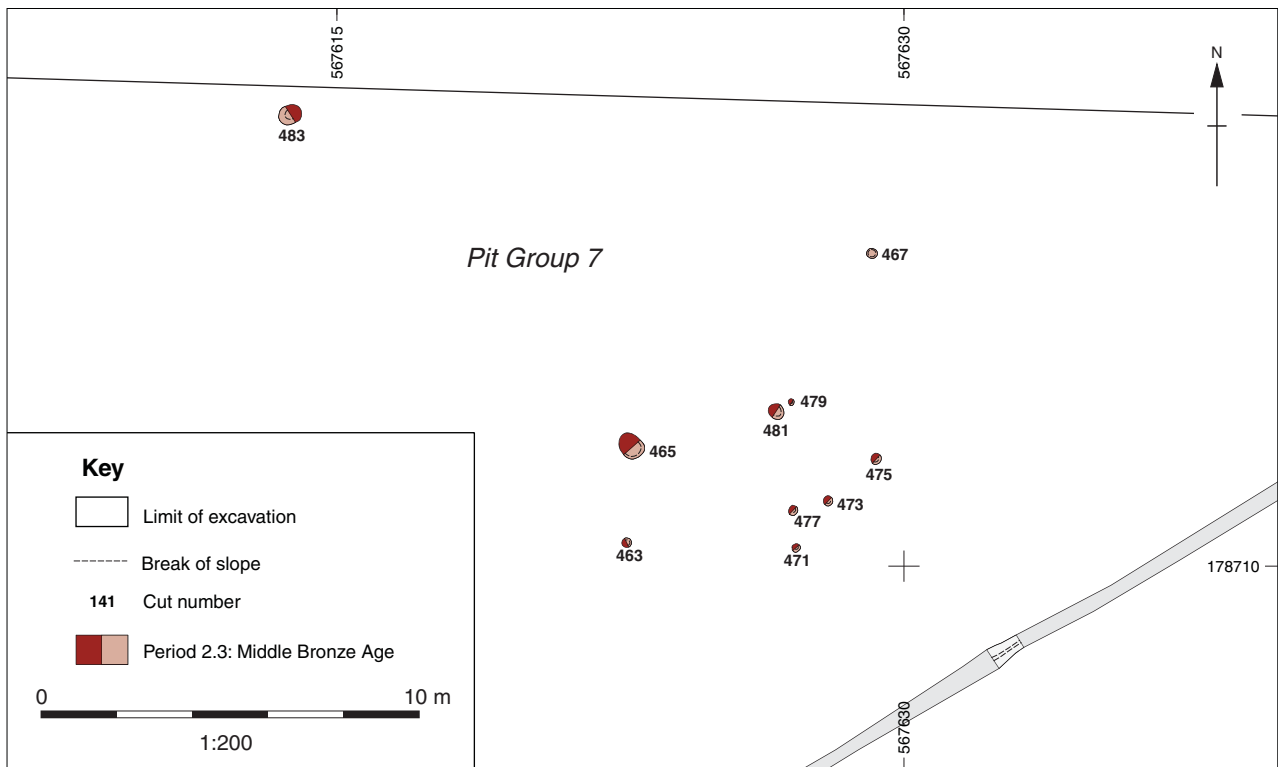 567615
567630
N
483
Pit Group 7
467
479
481
465
475
473
477
463
471
178710
567630
Key
Limit of excavation
Break of slope
141 Cut number
Period 2.3: Middle Bronze Age
0 10 m
1:200